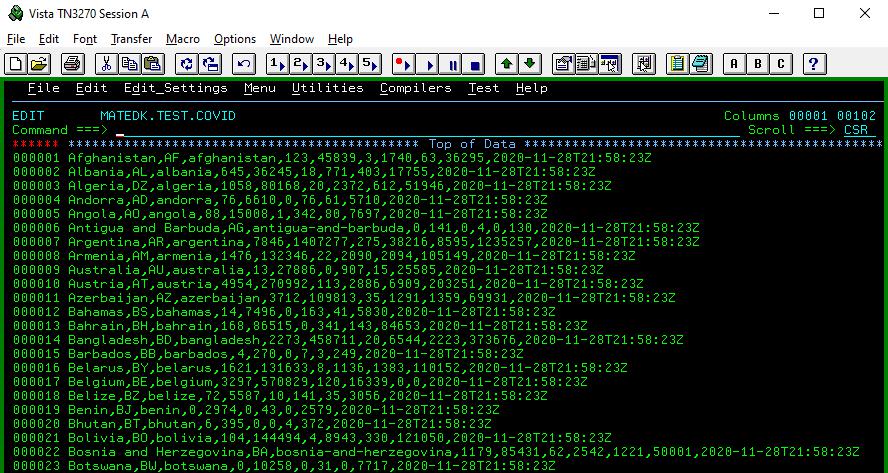 Vista TN3270 Session A
File Edit Font Transfer Macro Options Window Help
1 2 3 4 5 A B C ?
File Edit Edit_Settings Menu Utilities Compilers Test Help
EDIT MATEDK.TEST.COVID Columns 00001 00102
Command ===> Scroll ===> CSR
****** ***************************************** Top of Data ******************************************
000001 Afghanistan,AF,afghanistan,123,45839,3,1740,63,36295,2020-11-28T21:58:23Z
000002 Albania,AL,albania,645,36245,18,771,403,17755,2020-11-28T21:58:23Z
000003 Algeria,DZ,algeria,1058,80168,20,2372,612,51946,2020-11-28T21:58:23Z
000004 Andorra,AD,andorra,76,6610,0,76,61,5710,2020-11-28T21:58:23Z
000005 Angola,AO,angola,88,15008,1,342,80,7697,2020-11-28T21:58:23Z
000006 Antigua and Barbuda,AG,antigua-and-barbuda,0,141,0,4,0,130,2020-11-28T21:58:23Z
000007 Argentina,AR,argentina,7846,1407277,275,38216,8595,1235257,2020-11-28T21:58:23Z
000008 Armenia,AM,armenia,1476,132346,22,2090,2094,105149,2020-11-28T21:58:23Z
000009 Australia,AU,australia,13,27886,0,907,15,25585,2020-11-28T21:58:23Z
000010 Austria,AT,austria,4954,270992,113,2886,6909,203251,2020-11-28T21:58:23Z
000011 Azerbaijan,AZ,azerbaijan,3712,109813,35,1291,1359,69931,2020-11-28T21:58:23Z
000012 Bahamas,BS,bahamas,14,7496,0,163,41,5830,2020-11-28T21:58:23Z
000013 Bahrain,BH,bahrain,168,86515,0,341,143,84653,2020-11-28T21:58:23Z
000014 Bangladesh,BD,bangladesh,2273,458711,20,6544,2223,373676,2020-11-28T21:58:23Z
000015 Barbados,BB,barbados,4,270,0,7,3,249,2020-11-28T21:58:23Z
000016 Belarus,BY,belarus,1621,131633,8,1136,1383,110152,2020-11-28T21:58:23Z
000017 Belgium,BE,belgium,3297,570829,120,16339,0,0,2020-11-28T21:58:23Z
000018 Belize,BZ,belize,72,5587,10,141,35,3056,2020-11-28T21:58:23Z
000019 Benin,BJ,benin,0,2974,0,43,0,2579,2020-11-28T21:58:23Z
000020 Bhutan,BT,bhutan,6,395,0,0,4,372,2020-11-28T21:58:23Z
000021 Bolivia,BO,bolivia,104,144494,4,8943,330,121050,2020-11-28T21:58:23Z
000022 Bosnia and Herzegovina,BA,bosnia-and-herzegovina,1179,85431,62,2542,1221,50001,2020-11-28T21:58:23Z
000023 Botswana,BW,botswana,0,10258,0,31,0,7717,2020-11-28T21:58:23Z